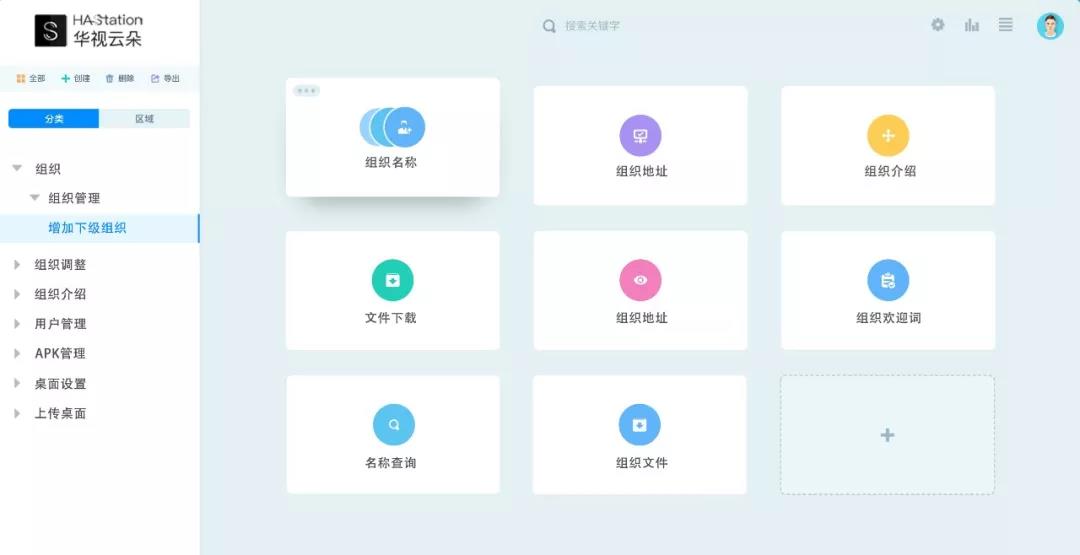 HASStation
华视云朵
搜索关键字
全部 创建 删除 导出
分类 区域
组织
组织管理
增加下级组织
组织调整
组织介绍
用户管理
APK管理
桌面设置
上传桌面
组织名称 组织地址 组织介绍
文件下载 组织地址 组织欢迎词
名称查询 组织文件